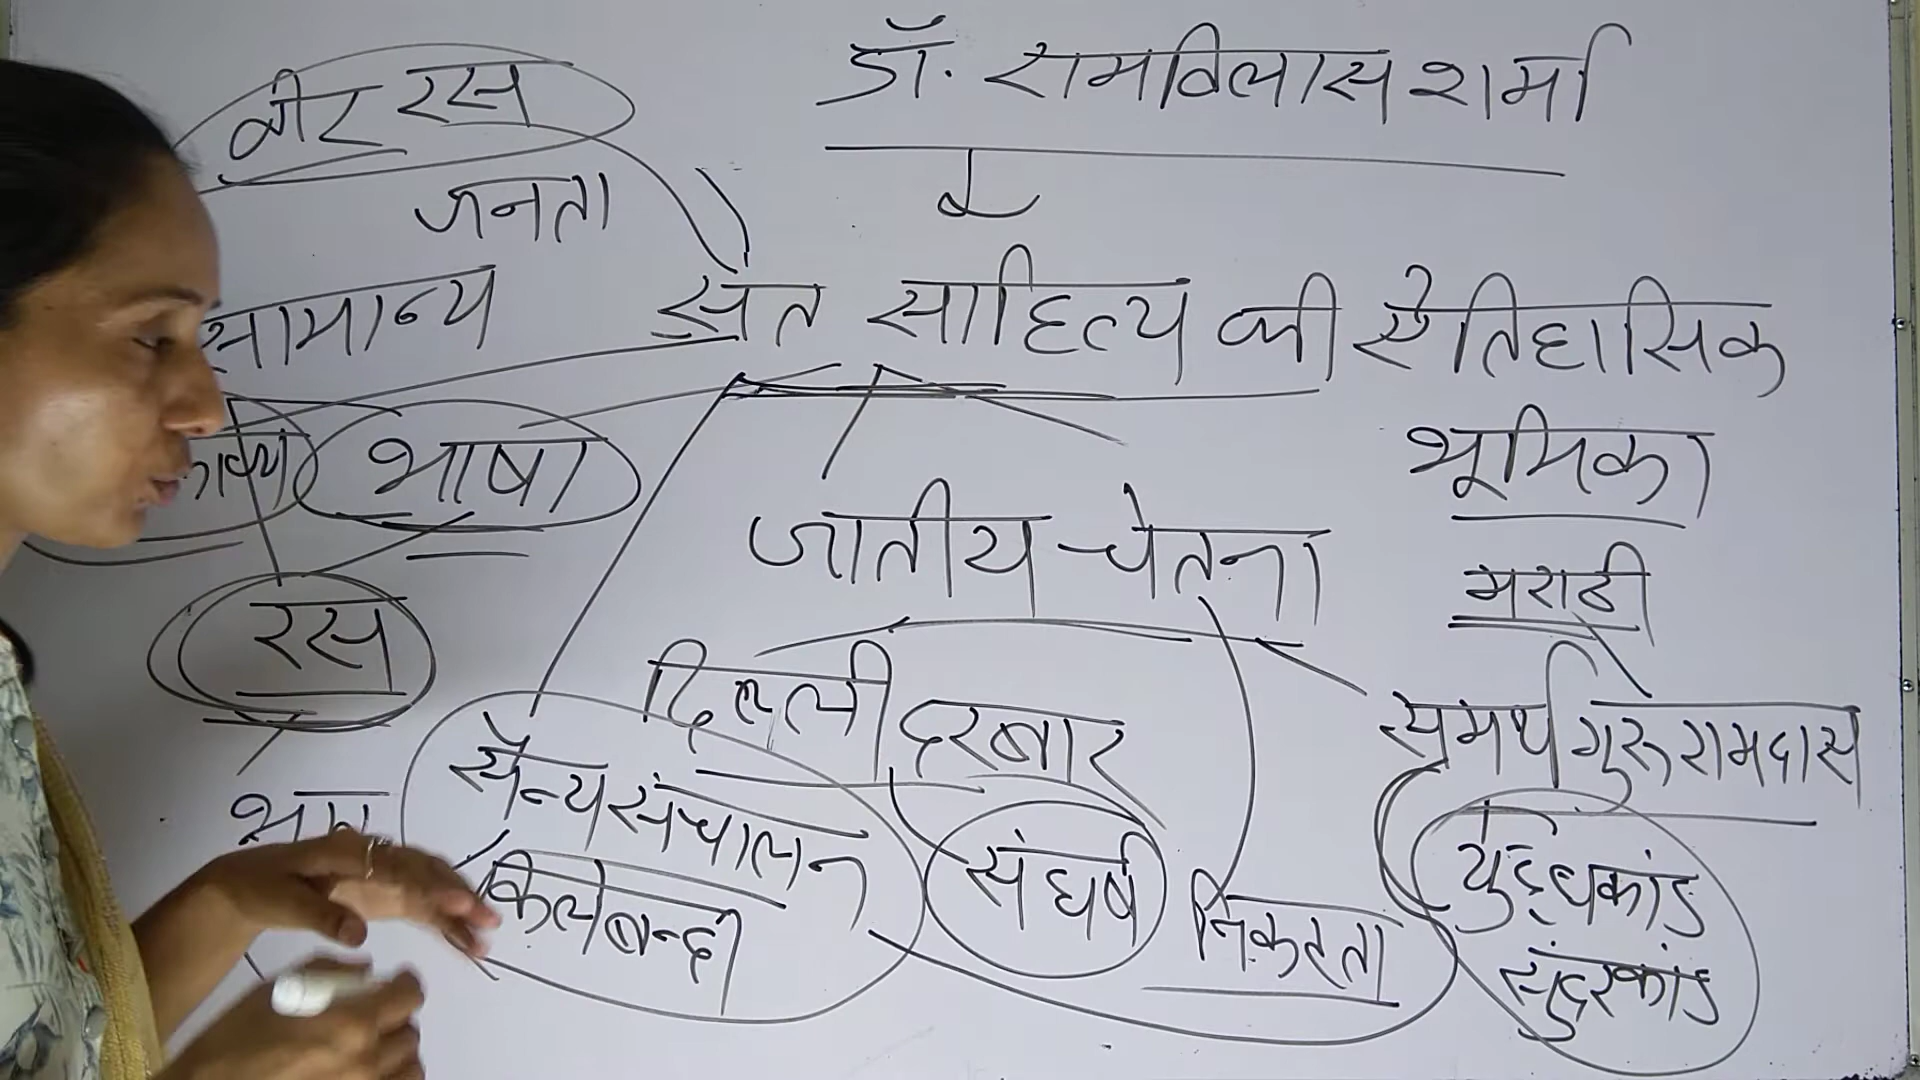 डॉ. रामविलास शर्मा
संत साहित्य की ऐतिहासिक
भूमिका
वीर रस
जनता
सामान्य
भाषा
रस
जातीय चेतना
मराठी
दिल्ली दरबार
समर्थ गुरु रामदास
सैन्य संचालन
किलेबन्दी
संघर्ष
निकटता
युद्धकांड
सुंदरकांड